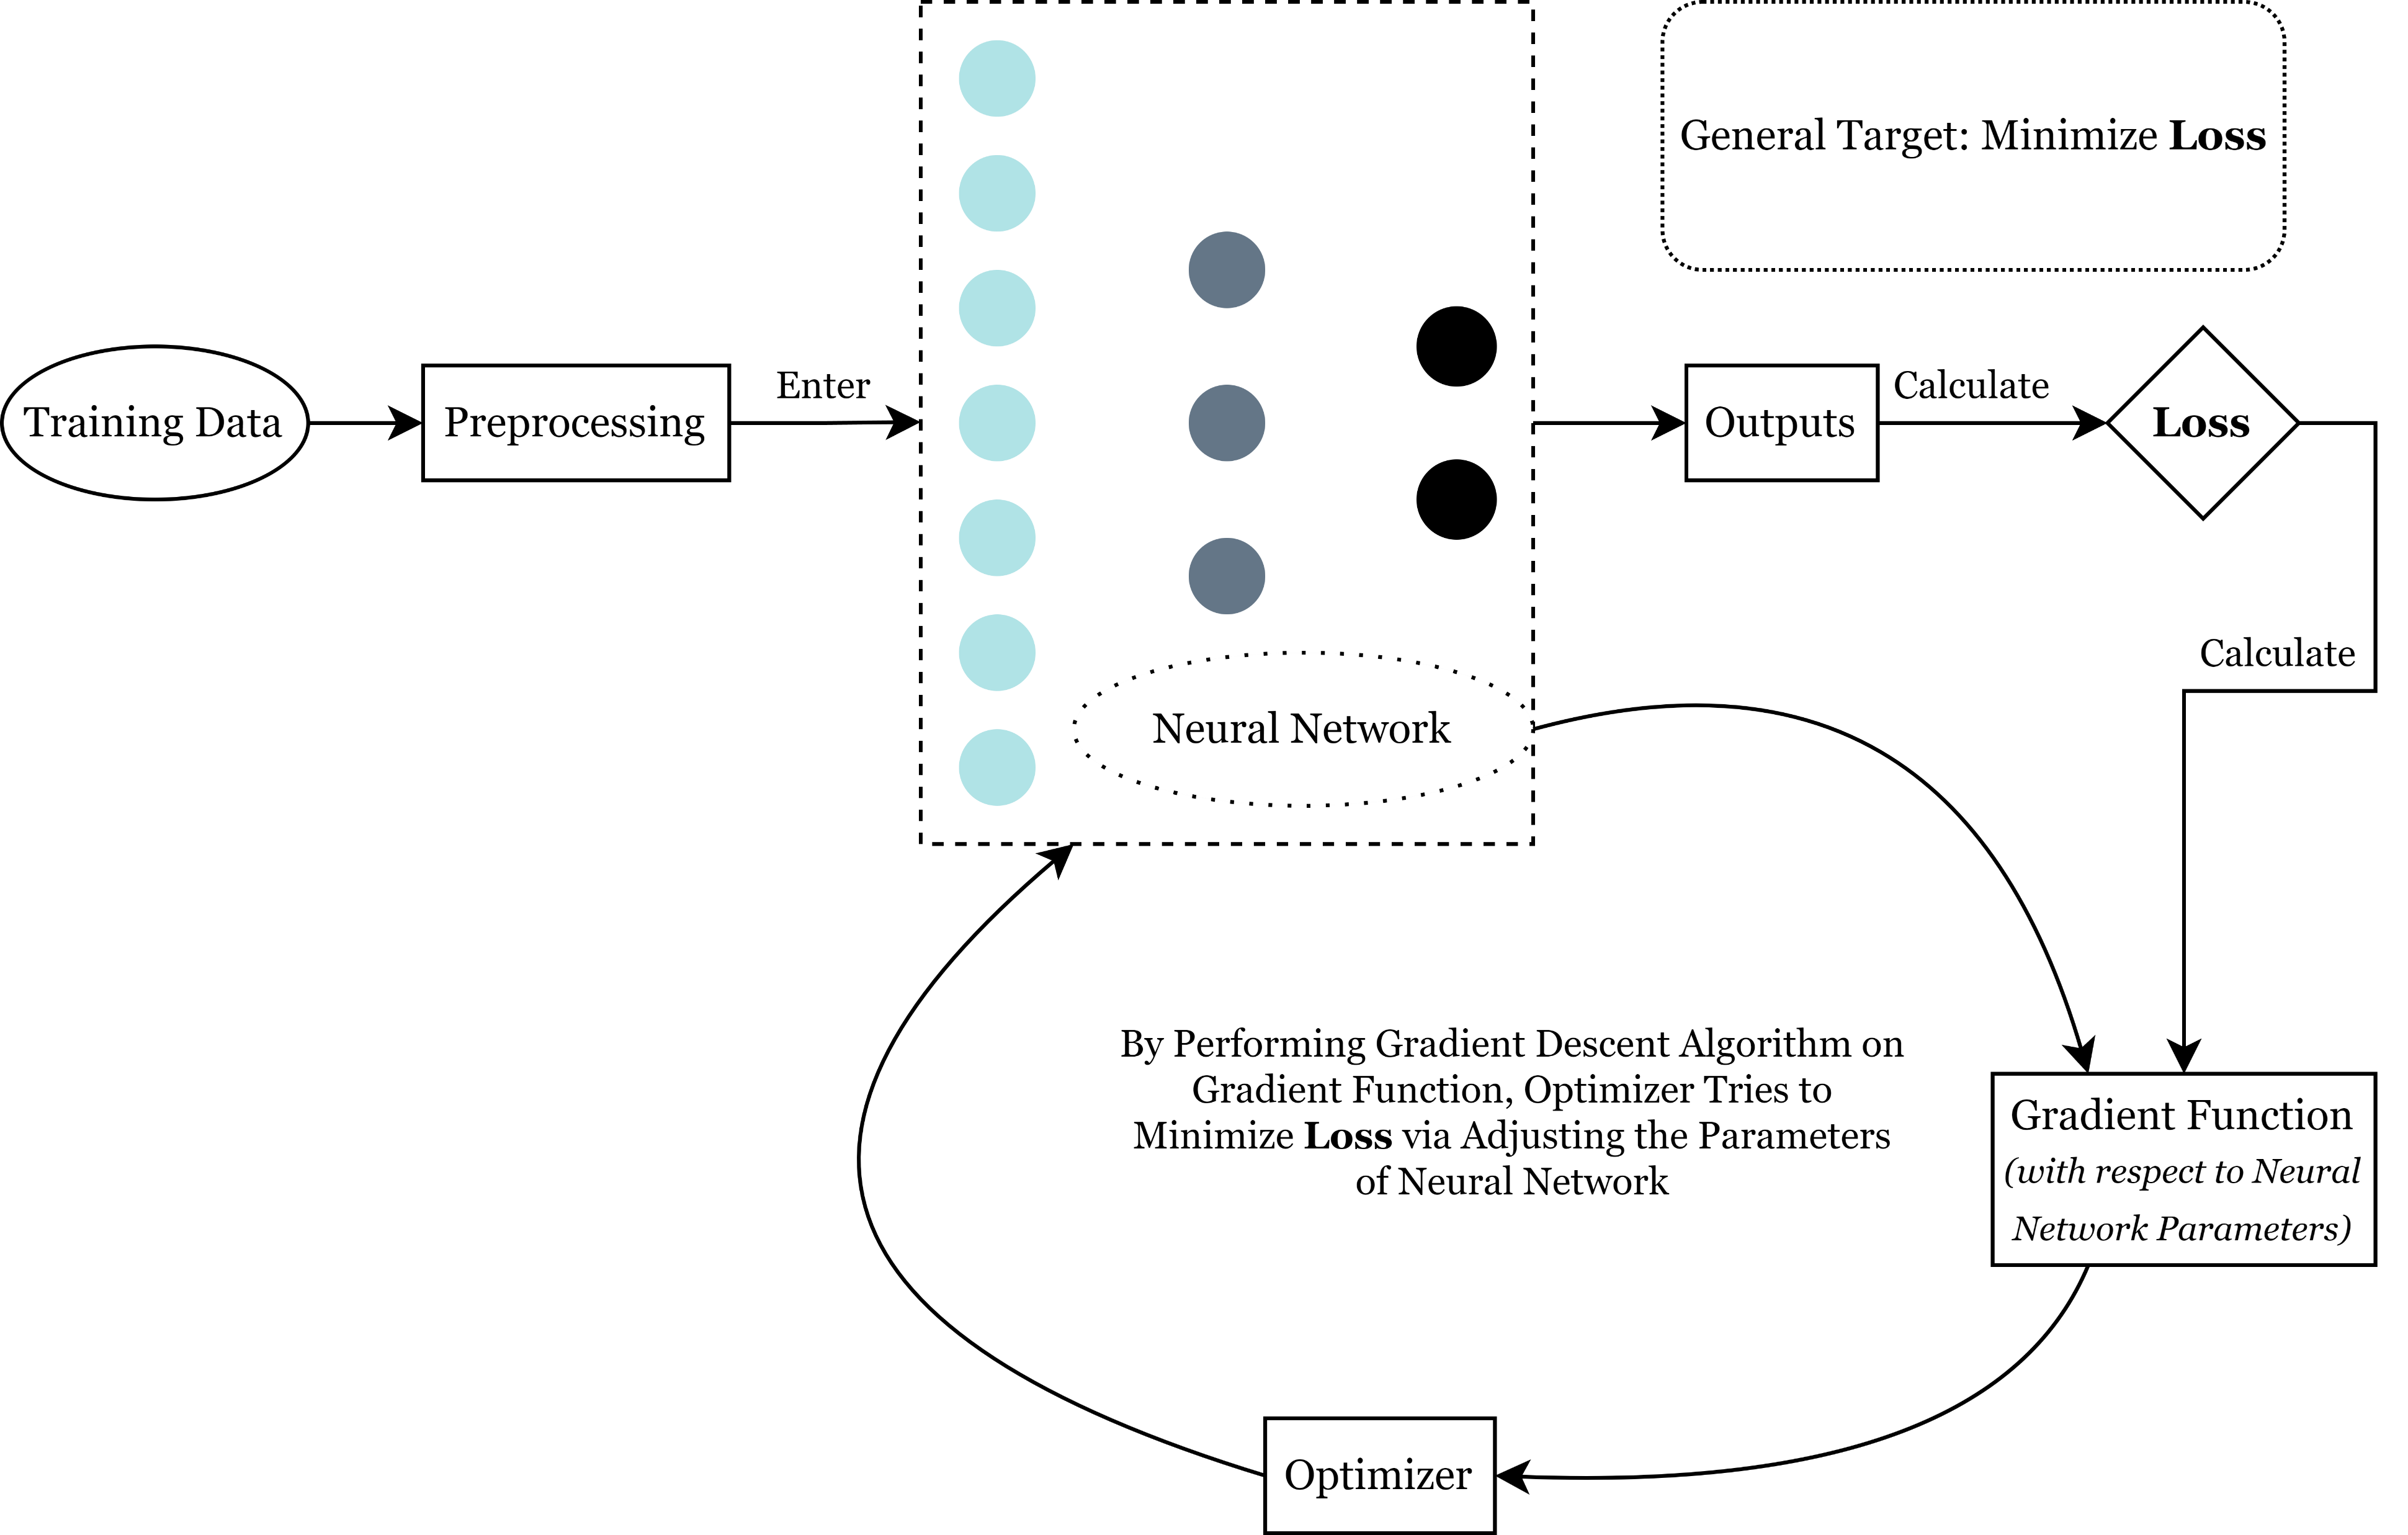 General Target: Minimize Loss
Training Data
Preprocessing
Enter
Outputs
Calculate
Loss
Calculate
Neural Network
By Performing Gradient Descent Algorithm on
Gradient Function, Optimizer Tries to
Minimize Loss via Adjusting the Parameters
of Neural Network
Gradient Function
(with respect to Neural
Network Parameters)
Optimizer